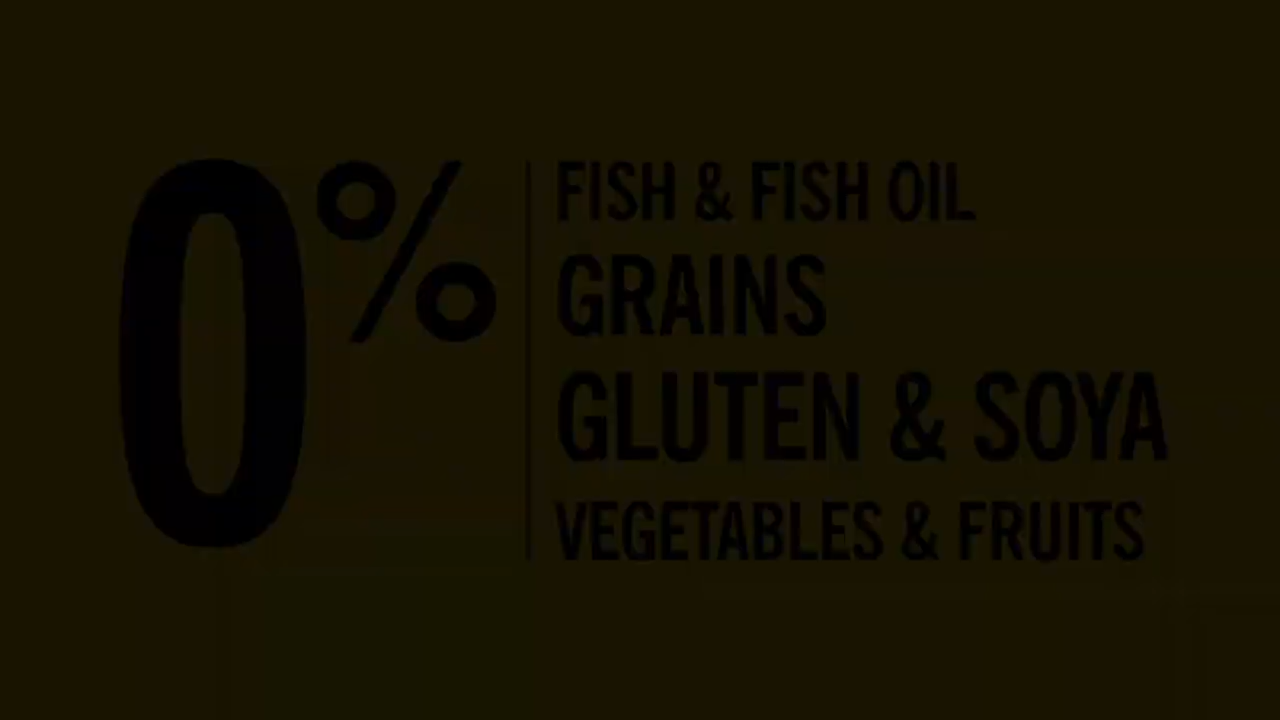 0%
FISH & FISH OIL
GRAINS
GLUTEN & SOYA
VEGETABLES & FRUITS